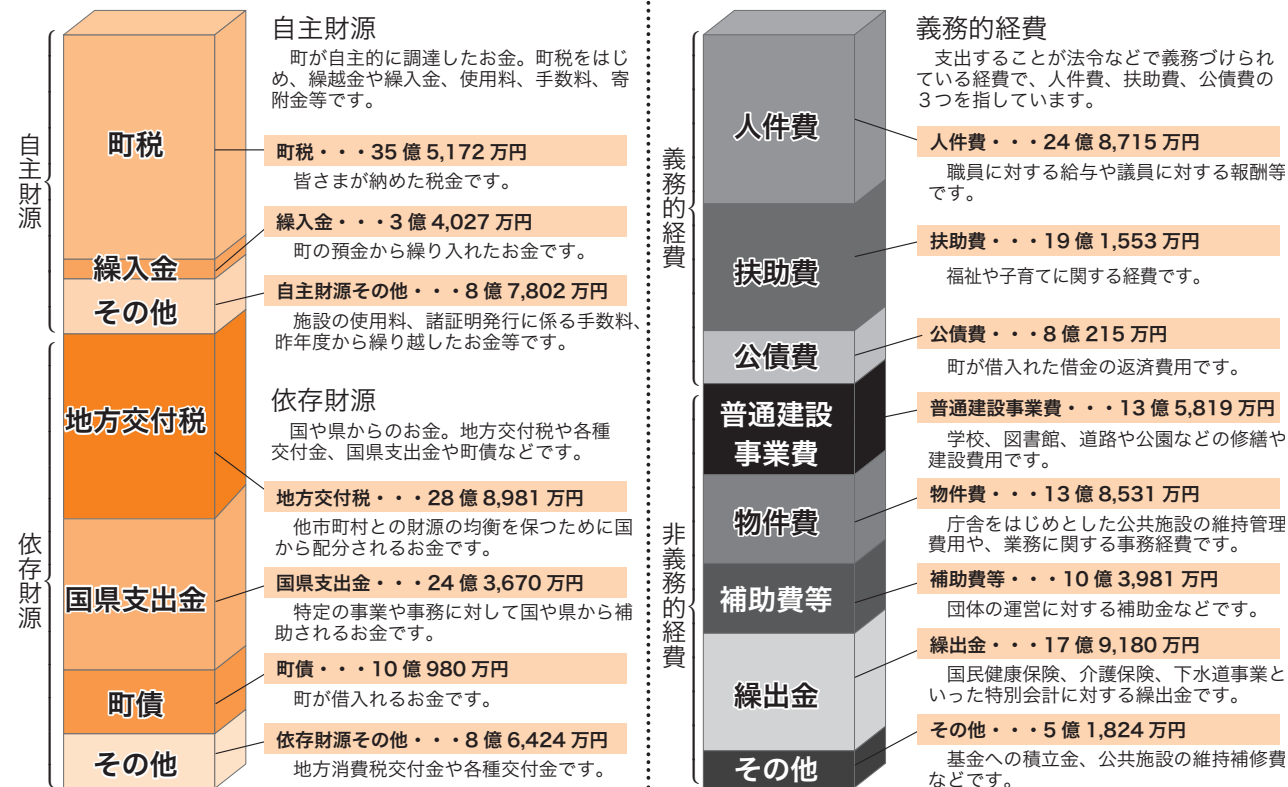 自主財源
町税
繰入金
その他
依存財源
地方交付税
国県支出金
町債
その他
自主財源
町が自主的に調達したお金。町税をはじ
め、繰越金や繰入金、使用料、手数料、寄
附金等です。
町税・・・35 億 5,172 万円
皆さまが納めた税金です。
繰入金・・・3 億 4,027 万円
町の預金から繰り入れたお金です。
自主財源その他・・・8 億 7,802 万円
施設の使用料、諸証明発行に係る手数料、
昨年度から繰り越したお金等です。
依存財源
国や県からのお金。地方交付税や各種
交付金、国県支出金や町債などです。
地方交付税・・・28 億 8,981 万円
他市町村との財源の均衡を保つために国
から配分されるお金です。
国県支出金・・・24 億 3,670 万円
特定の事業や事務に対して国や県から補
助されるお金です。
町債・・・10 億 980 万円
町が借入れるお金です。
依存財源その他・・・8 億 6,424 万円
地方消費税交付金や各種交付金です。
義務的経費
人件費
扶助費
公債費
非義務的経費
普通建設
事業費
物件費
補助費等
繰出金
その他
義務的経費
支出することが法令などで義務づけられ
ている経費で、人件費、扶助費、公債費の
３つを指しています。
人件費・・・24 億 8,715 万円
職員に対する給与や議員に対する報酬等
です。
扶助費・・・19 億 1,553 万円
福祉や子育てに関する経費です。
公債費・・・8 億 215 万円
町が借入れた借金の返済費用です。
普通建設事業費・・・13 億 5,819 万円
学校、図書館、道路や公園などの修繕や
建設費用です。
物件費・・・13 億 8,531 万円
庁舎をはじめとした公共施設の維持管理
費用や、業務に関する事務経費です。
補助費等・・・10 億 3,981 万円
団体の運営に対する補助金などです。
繰出金・・・17 億 9,180 万円
国民健康保険、介護保険、下水道事業と
いった特別会計に対する繰出金です。
その他・・・5 億 1,824 万円
基金への積立金、公共施設の維持補修費
などです。